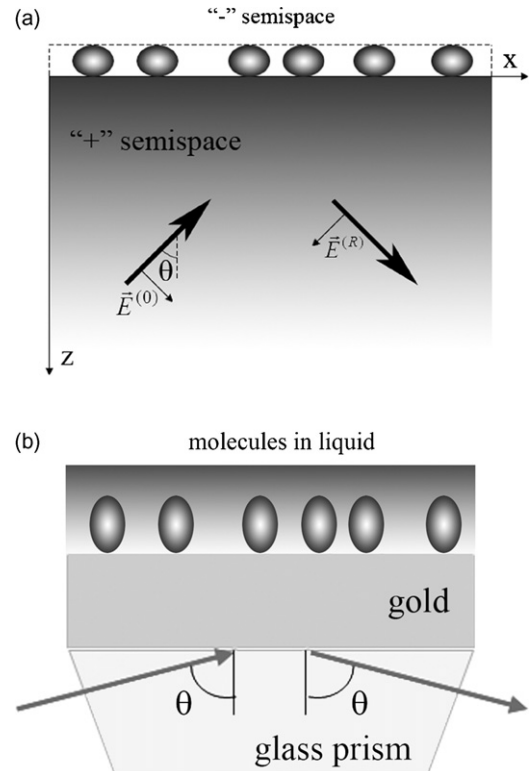 (a)
“-” semispace
x
“+” semispace
θ
E⃗(0)
E⃗(R)
z
(b)
molecules in liquid
gold
θ
θ
glass prism